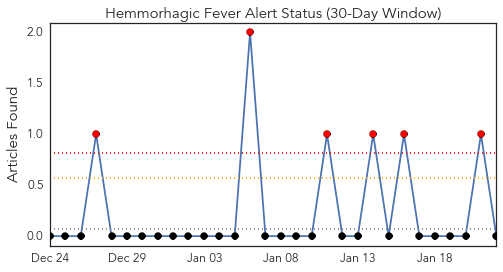 Hemmorhagic Fever Alert Status (30-Day Window)
Articles Found
2.0
1.5
1.0
0.5
0.0
Dec 24 Dec 29 Jan 03 Jan 08 Jan 13 Jan 18